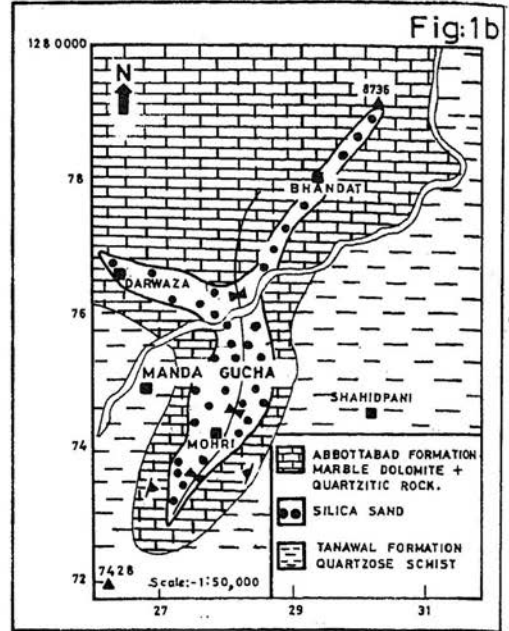 Fig:1b
128 0000
N
8736
78
BHANDAT
DARWAZA
76
MANDA GUCHA
SHAHIDPANI
74
MOHRI
ABBOTTABAD FORMATION
MARBLE DOLOMITE +
QUARTZITIC ROCK.
SILICA SAND
TANAWAL FORMATION
QUARTZOSE SCHIST
7428
72
Scale:-1:50,000
27 29 31